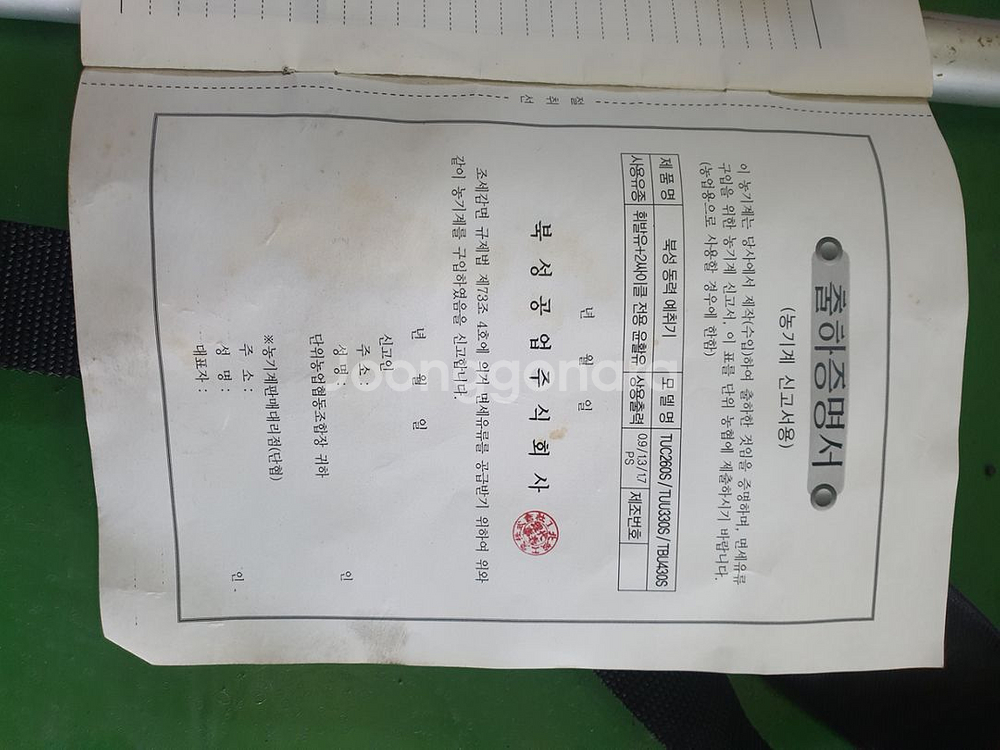 절 취 선
출하증명서
(농기계 신고서용)
이 농기계는 당사에서 제작(수입)하여 출하한 것임을 증명하며, 면세유류
구입을 위한 농기계 신고서, 이 표를 단위 농협에 제출하시기 바랍니다.
(농업용으로 사용할 경우에 한함)
제품명 북성 동력 예취기 모 델 명 TUC260S / TUU330S / TBU430S
사용유종 휘발유+2싸이클 전용 윤활유 상용출력 0.9/1.3/1.7 PS 제조번호
년 월 일
북 성 공 업 주 식 회 사
조세감면 규제법 제73조 4호에 의거 면세유류를 공급받기 위하여 위와
같이 농기계를 구입하였음을 신고합니다.
년 월 일
신고인
주 소 :
성 명 : 인
단위농업협동조합장 귀하
※농기계판매대리점(단협)
주 소 :
성 명 :
대표자 : 인